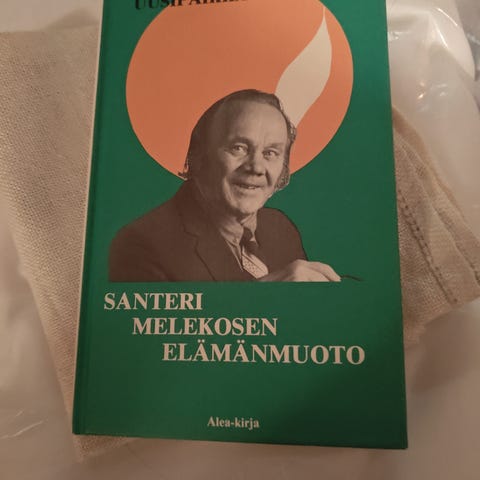 SANTERI
MELEKOSEN
ELÄMÄNMUOTO
Alea-kirja